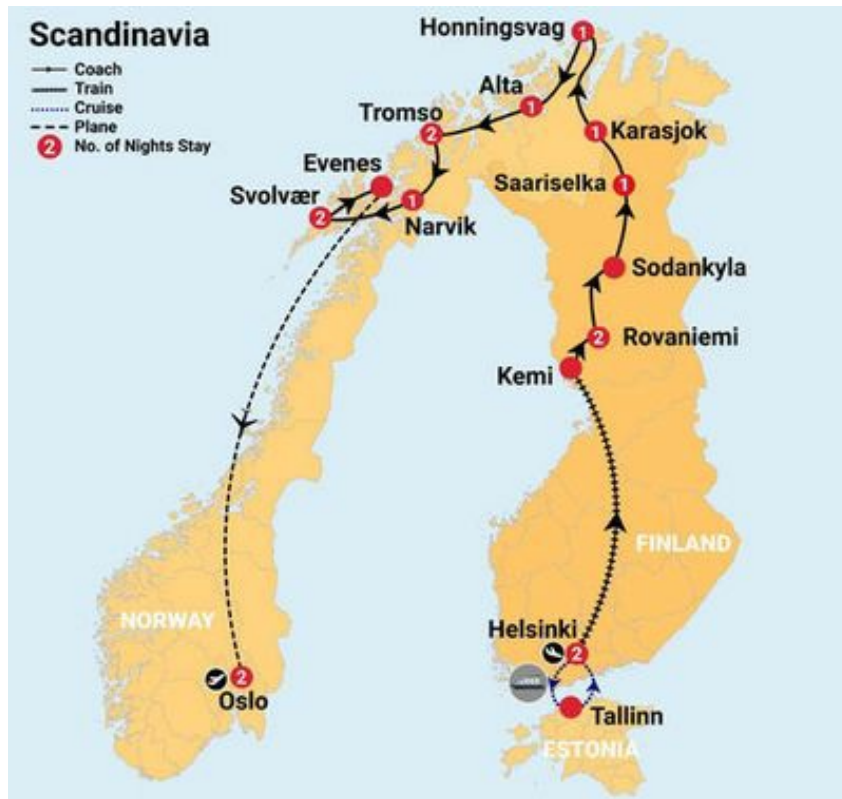 Scandinavia
Coach
Train
Cruise
Plane
2 No. of Nights Stay
Honningsvag 1
Alta 1
Tromso 2
Karasjok 1
Evenes
Saariselka 1
Svolvær 2
Narvik 1
Sodankyla
Rovaniemi 2
Kemi
FINLAND
NORWAY
Helsinki 2
Oslo 2
Tallinn
ESTONIA